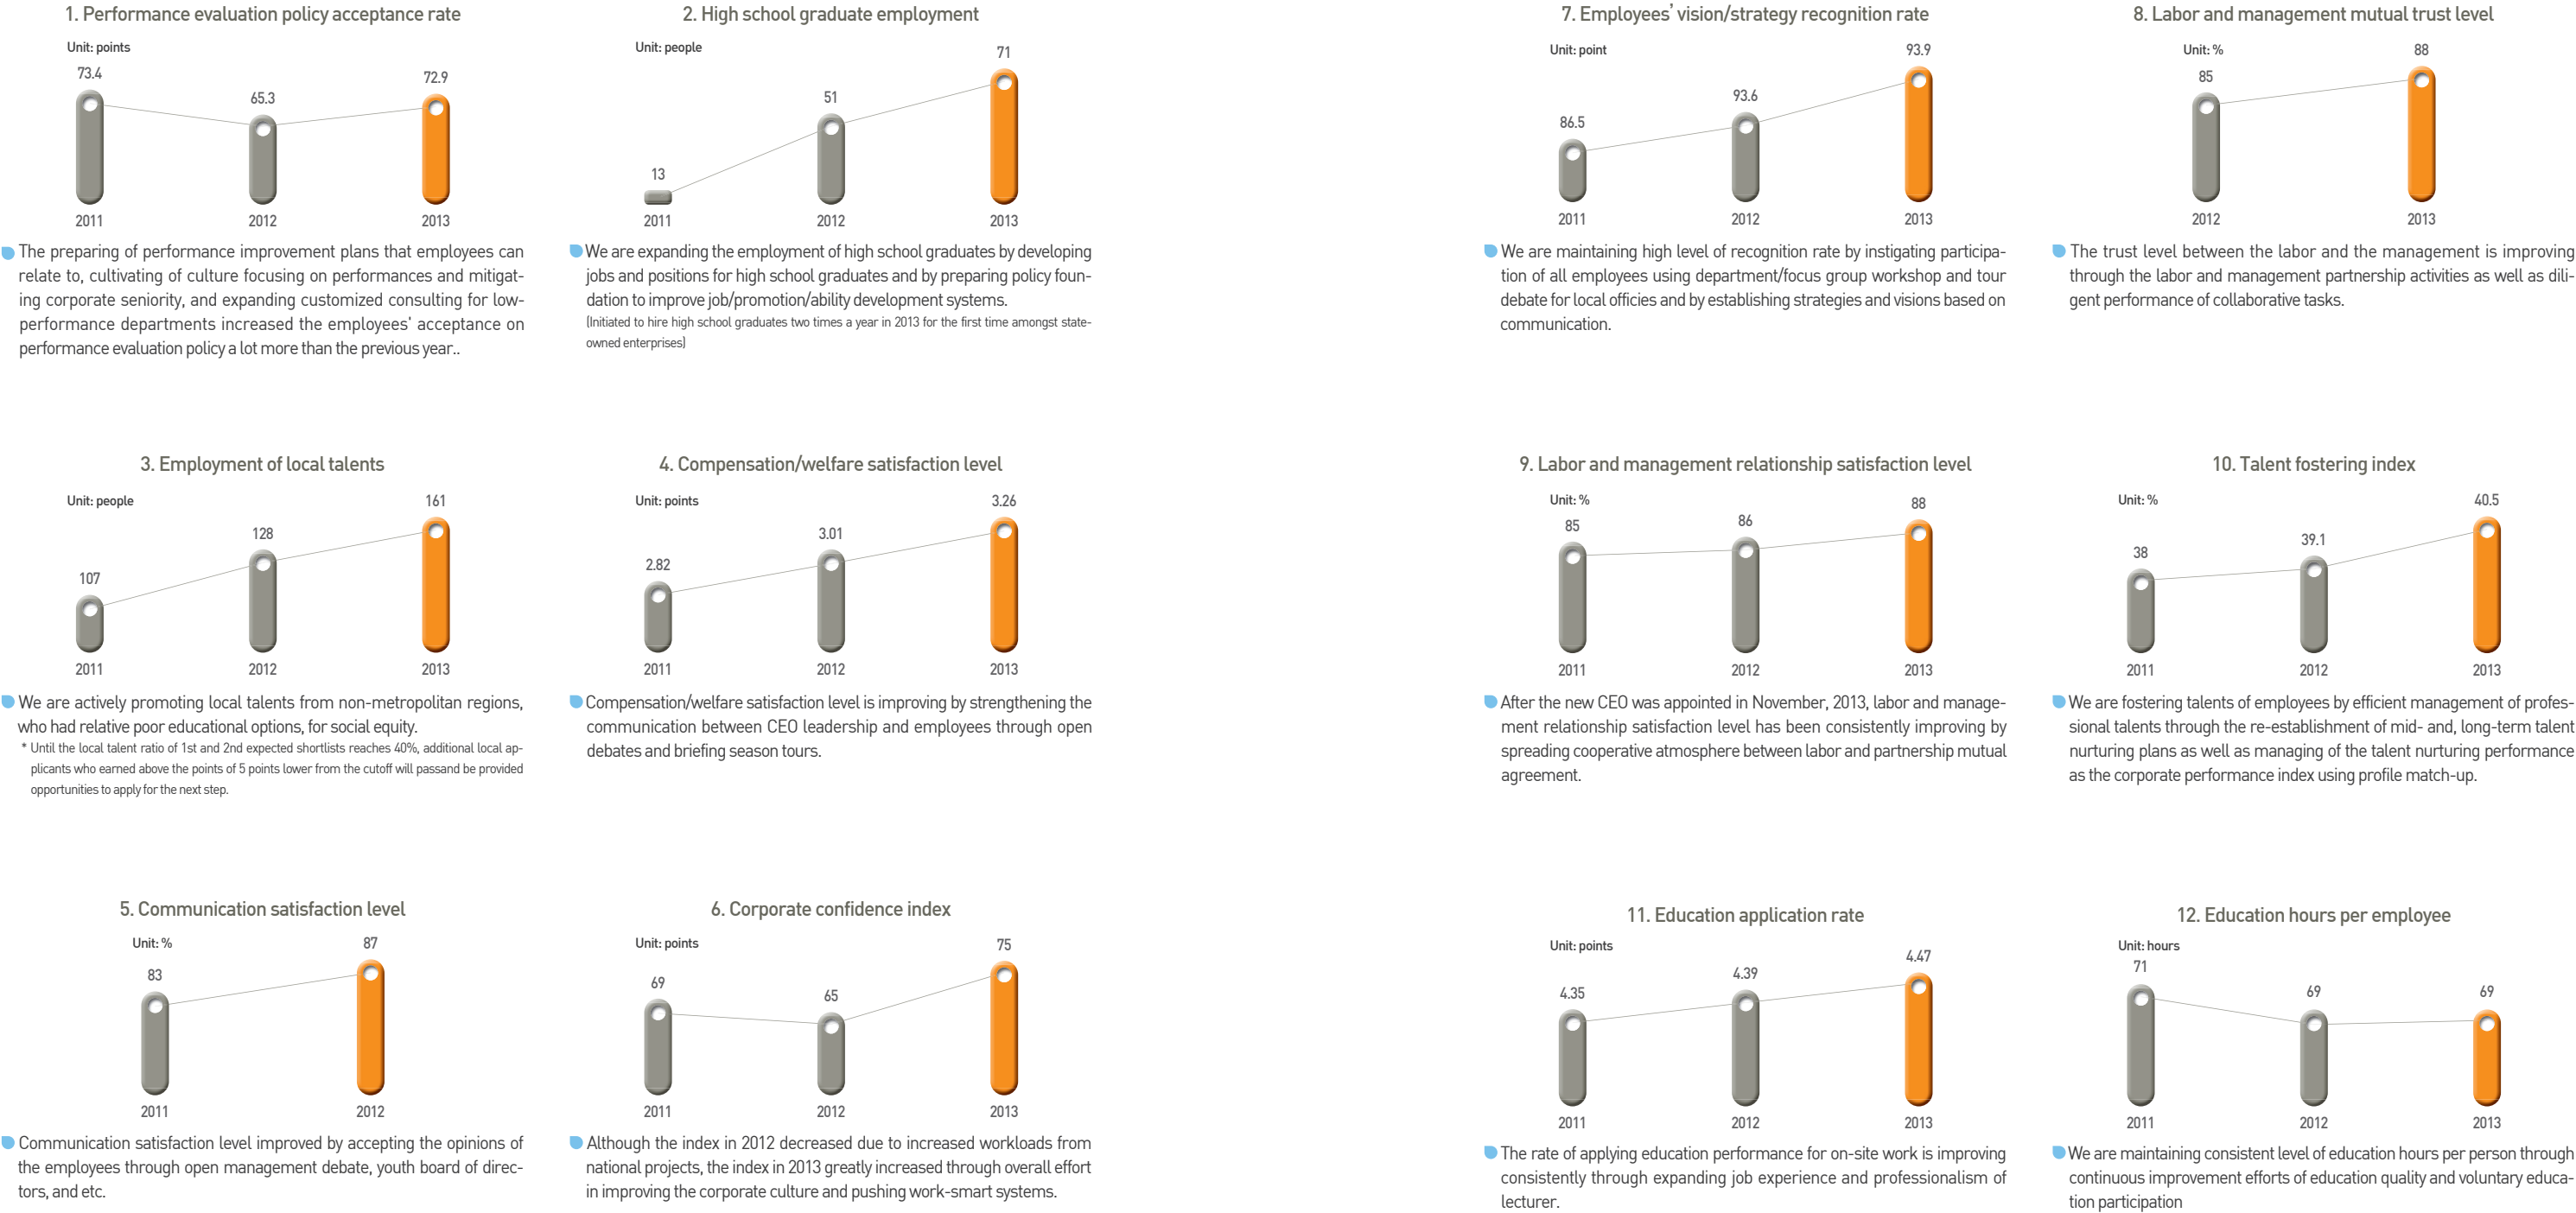 1. Performance evaluation policy acceptance rate
Unit: points
73.4
65.3
72.9
2011
2012
2013
The preparing of performance improvement plans that employees can
relate to, cultivating of culture focusing on performances and mitigat-
ing corporate seniority, and expanding customized consulting for low-
performance departments increased the employees' acceptance on
performance evaluation policy a lot more than the previous year..
2. High school graduate employment
Unit: people
13
51
71
2011
2012
2013
We are expanding the employment of high school graduates by developing
jobs and positions for high school graduates and by preparing policy foun-
dation to improve job/promotion/ability development systems.
(Initiated to hire high school graduates two times a year in 2013 for the first time amongst state-
owned enterprises)
3. Employment of local talents
Unit: people
107
128
161
2011
2012
2013
We are actively promoting local talents from non-metropolitan regions,
who had relative poor educational options, for social equity.
* Until the local talent ratio of 1st and 2nd expected shortlists reaches 40%, additional local ap-
plicants who earned above the points of 5 points lower from the cutoff will passand be provided
opportunities to apply for the next step.
4. Compensation/welfare satisfaction level
Unit: points
2.82
3.01
3.26
2011
2012
2013
Compensation/welfare satisfaction level is improving by strengthening the
communication between CEO leadership and employees through open
debates and briefing season tours.
5. Communication satisfaction level
Unit: %
83
87
2011
2012
Communication satisfaction level improved by accepting the opinions of
the employees through open management debate, youth board of direc-
tors, and etc.
6. Corporate confidence index
Unit: points
69
65
75
2011
2012
2013
Although the index in 2012 decreased due to increased workloads from
national projects, the index in 2013 greatly increased through overall effort
in improving the corporate culture and pushing work-smart systems.
7. Employees' vision/strategy recognition rate
Unit: point
86.5
93.6
93.9
2011
2012
2013
We are maintaining high level of recognition rate by instigating participa-
tion of all employees using department/focus group workshop and tour
debate for local officies and by establishing strategies and visions based on
communication.
8. Labor and management mutual trust level
Unit: %
85
88
2012
2013
The trust level between the labor and the management is improving
through the labor and management partnership activities as well as dili-
gent performance of collaborative tasks.
9. Labor and management relationship satisfaction level
Unit: %
85
86
88
2011
2012
2013
After the new CEO was appointed in November, 2013, labor and manage-
ment relationship satisfaction level has been consistently improving by
spreading cooperative atmosphere between labor and partnership mutual
agreement.
10. Talent fostering index
Unit: %
38
39.1
40.5
2011
2012
2013
We are fostering talents of employees by efficient management of profes-
sional talents through the re-establishment of mid- and, long-term talent
nurturing plans as well as managing of the talent nurturing performance
as the corporate performance index using profile match-up.
11. Education application rate
Unit: points
4.35
4.39
4.47
2011
2012
2013
The rate of applying education performance for on-site work is improving
consistently through expanding job experience and professionalism of
lecturer.
12. Education hours per employee
Unit: hours
71
69
69
2011
2012
2013
We are maintaining consistent level of education hours per person through
continuous improvement efforts of education quality and voluntary educa-
tion participation